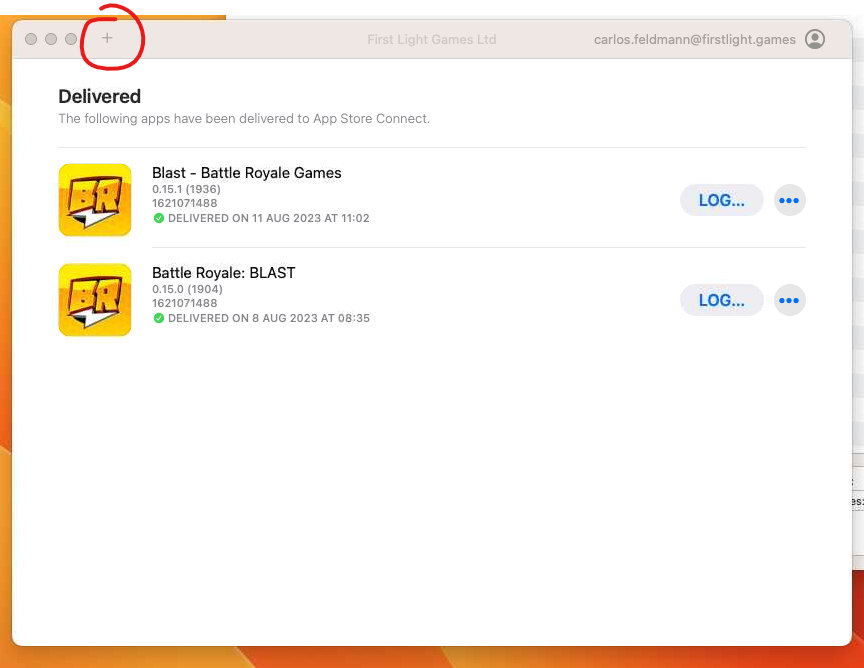 +
First Light Games Ltd
carlos.feldmann@firstlight.games
Delivered
The following apps have been delivered to App Store Connect.
BR
Blast - Battle Royale Games
0.15.1 (1936)
1621071488
DELIVERED ON 11 AUG 2023 AT 11:02
LOG...
BR
Battle Royale: BLAST
0.15.0 (1904)
1621071488
DELIVERED ON 8 AUG 2023 AT 08:35
LOG...
es: